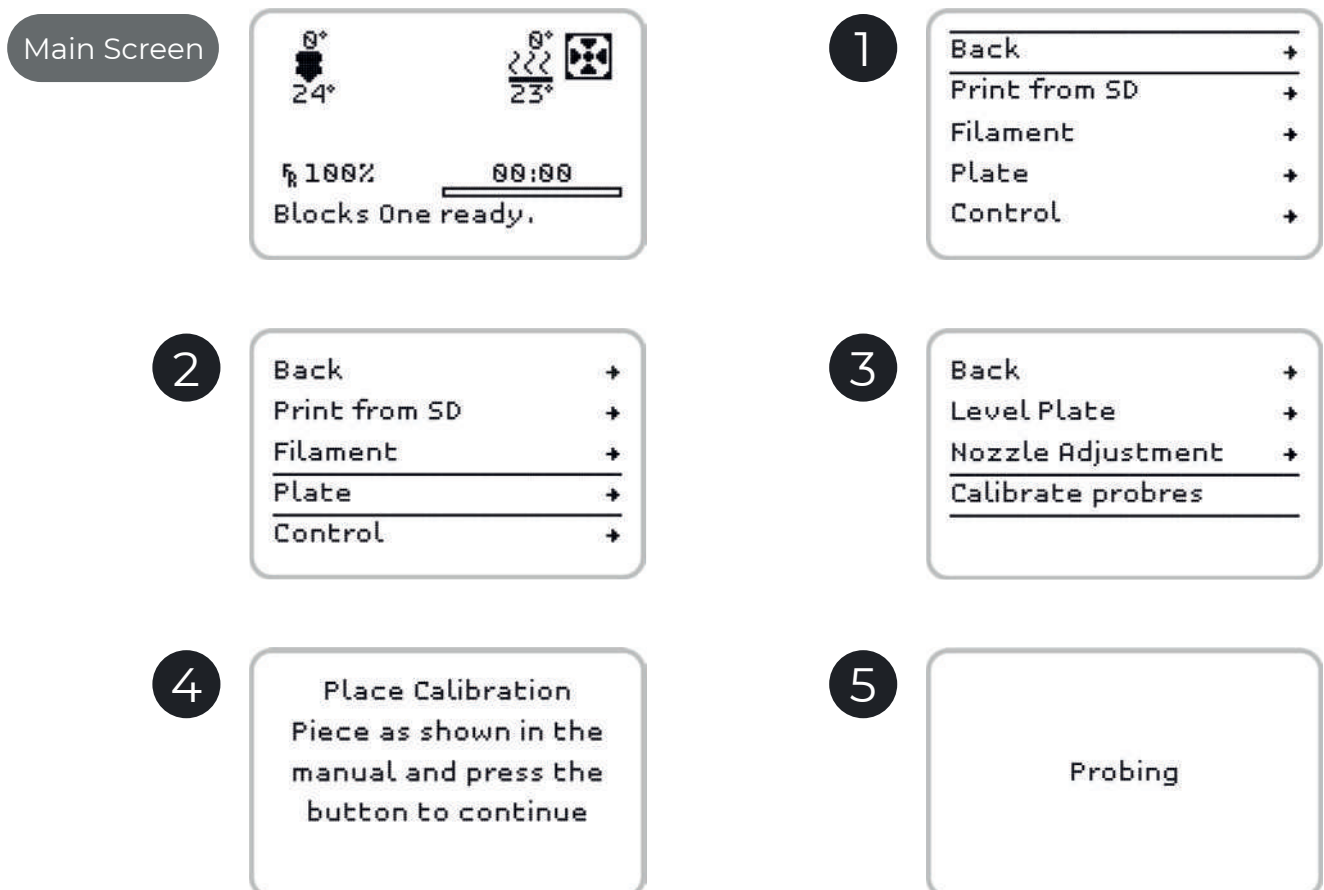 Main Screen
0°
0°
24°
23°
FR 100%
00:00
Blocks One ready.
1
Back
Print from SD
Filament
Plate
Control
2
Back
Print from SD
Filament
Plate
Control
3
Back
Level Plate
Nozzle Adjustment
Calibrate probres
4
Place Calibration
Piece as shown in the
manual and press the
button to continue
5
Probing